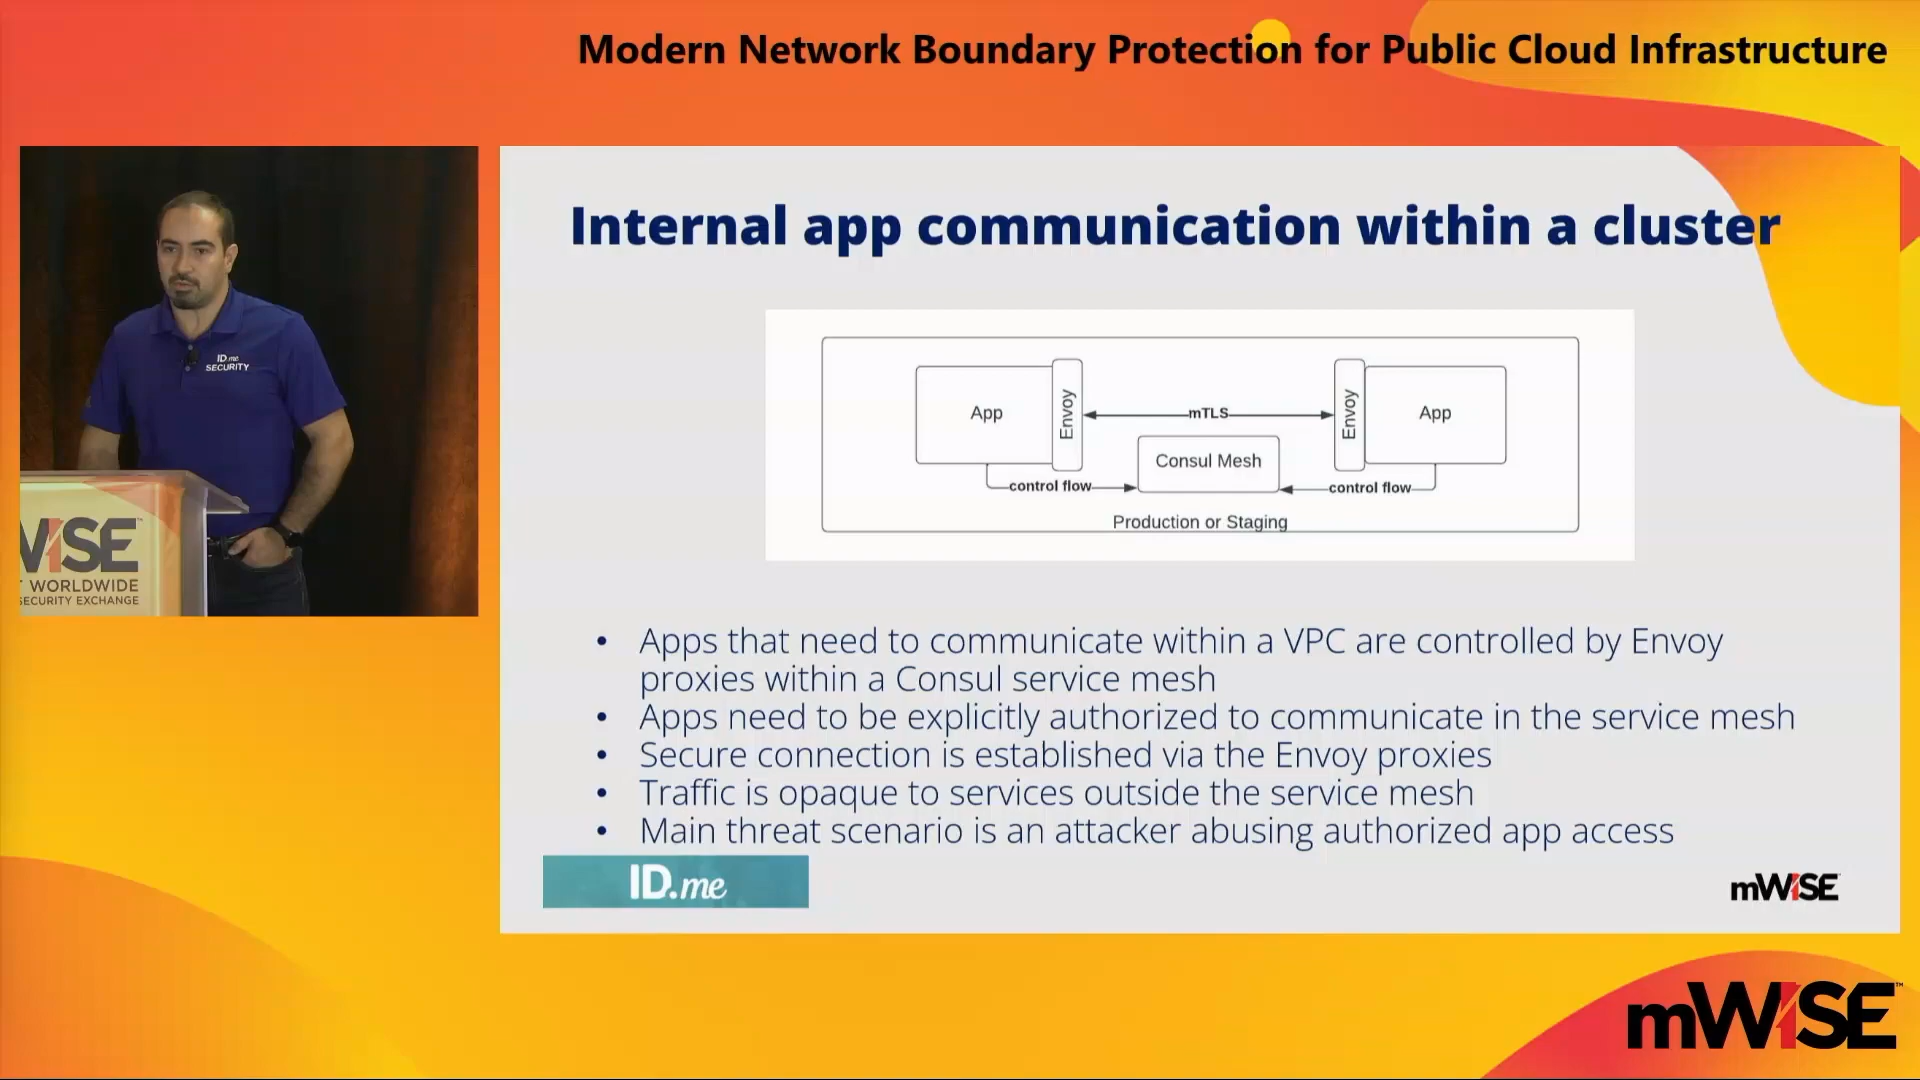 Modern Network Boundary Protection for Public Cloud Infrastructure
ID.me
SECURITY
WISE
WORLDWIDE
SECURITY EXCHANGE
Internal app communication within a cluster
App
Envoy
mTLS
Envoy
App
Consul Mesh
control flow
control flow
Production or Staging
• Apps that need to communicate within a VPC are controlled by Envoy
proxies within a Consul service mesh
• Apps need to be explicitly authorized to communicate in the service mesh
• Secure connection is established via the Envoy proxies
• Traffic is opaque to services outside the service mesh
• Main threat scenario is an attacker abusing authorized app access
ID.me
mWISE
mWISE™